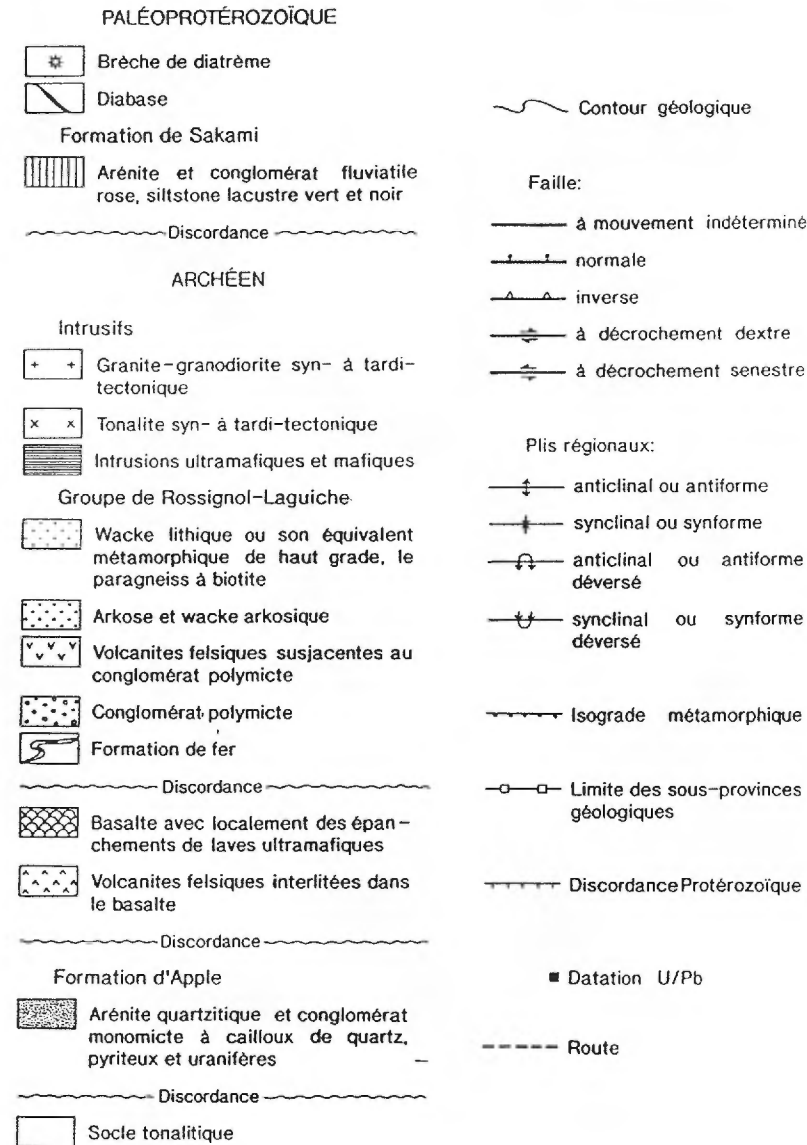 PALÉOPROTÉROZOÏQUE
Brèche de diatrème
Diabase
Formation de Sakami
Arénite et conglomérat fluviatile
rose, siltstone lacustre vert et noir
Discordance
ARCHÉEN
Intrusifs
Granite-granodiorite syn- à tardi-
tectonique
Tonalite syn- à tardi-tectonique
Intrusions ultramafiques et mafiques
Groupe de Rossignol-Laguiche
Wacke lithique ou son équivalent
métamorphique de haut grade, le
paragneiss à biotite
Arkose et wacke arkosique
Volcanites felsiques susjacentes au
conglomérat polymicte
Conglomérat polymicte
Formation de fer
Discordance
Basalte avec localement des épan-
chements de laves ultramafiques
Volcanites felsiques interlitées dans
le basalte
Discordance
Formation d'Apple
Arénite quartzitique et conglomérat
monomicte à cailloux de quartz,
pyriteux et uranifères
Discordance
Socle tonalitique
Contour géologique
Faille:
à mouvement indéterminé
normale
inverse
à décrochement dextre
à décrochement senestre
Plis régionaux:
anticlinal ou antiforme
synclinal ou synforme
anticlinal ou antiforme
déversé
synclinal ou synforme
déversé
Isograde métamorphique
Limite des sous-provinces
géologiques
Discordance Protérozoïque
Datation U/Pb
Route